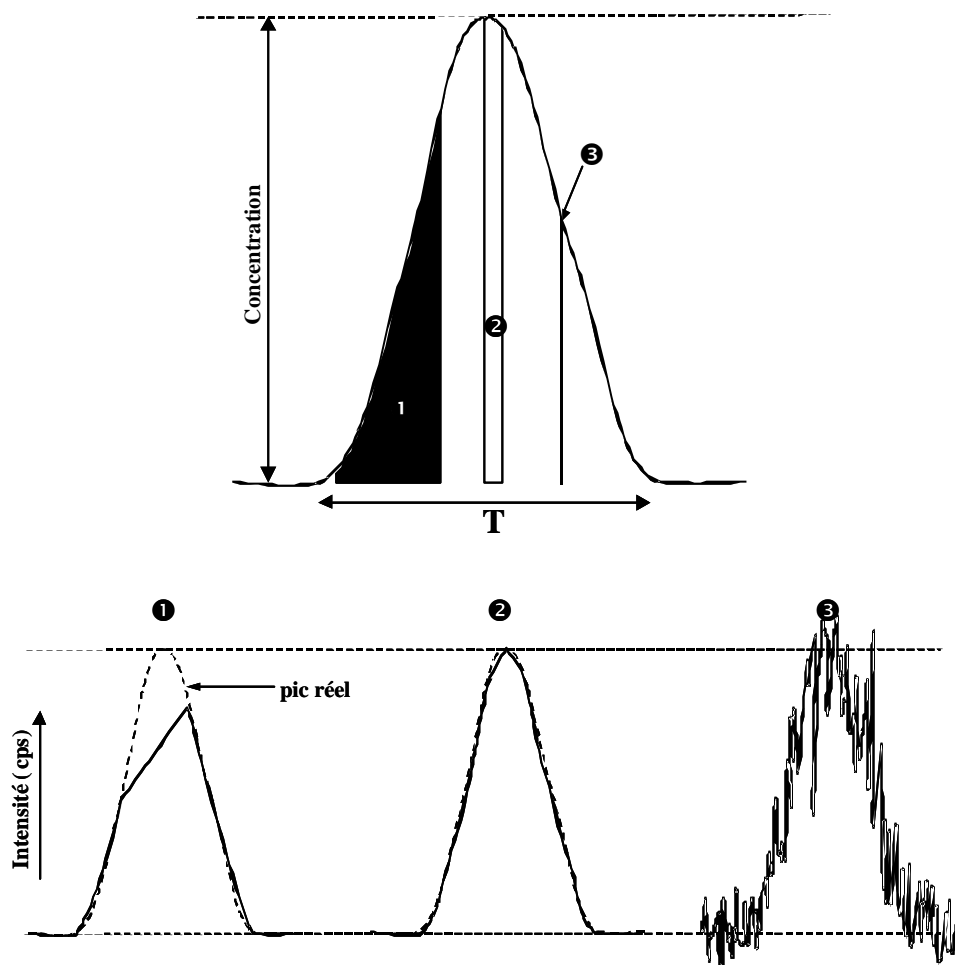 Concentration
❸
❷
1
T
❶
❷
❸
pic réel
Intensité ( cps)